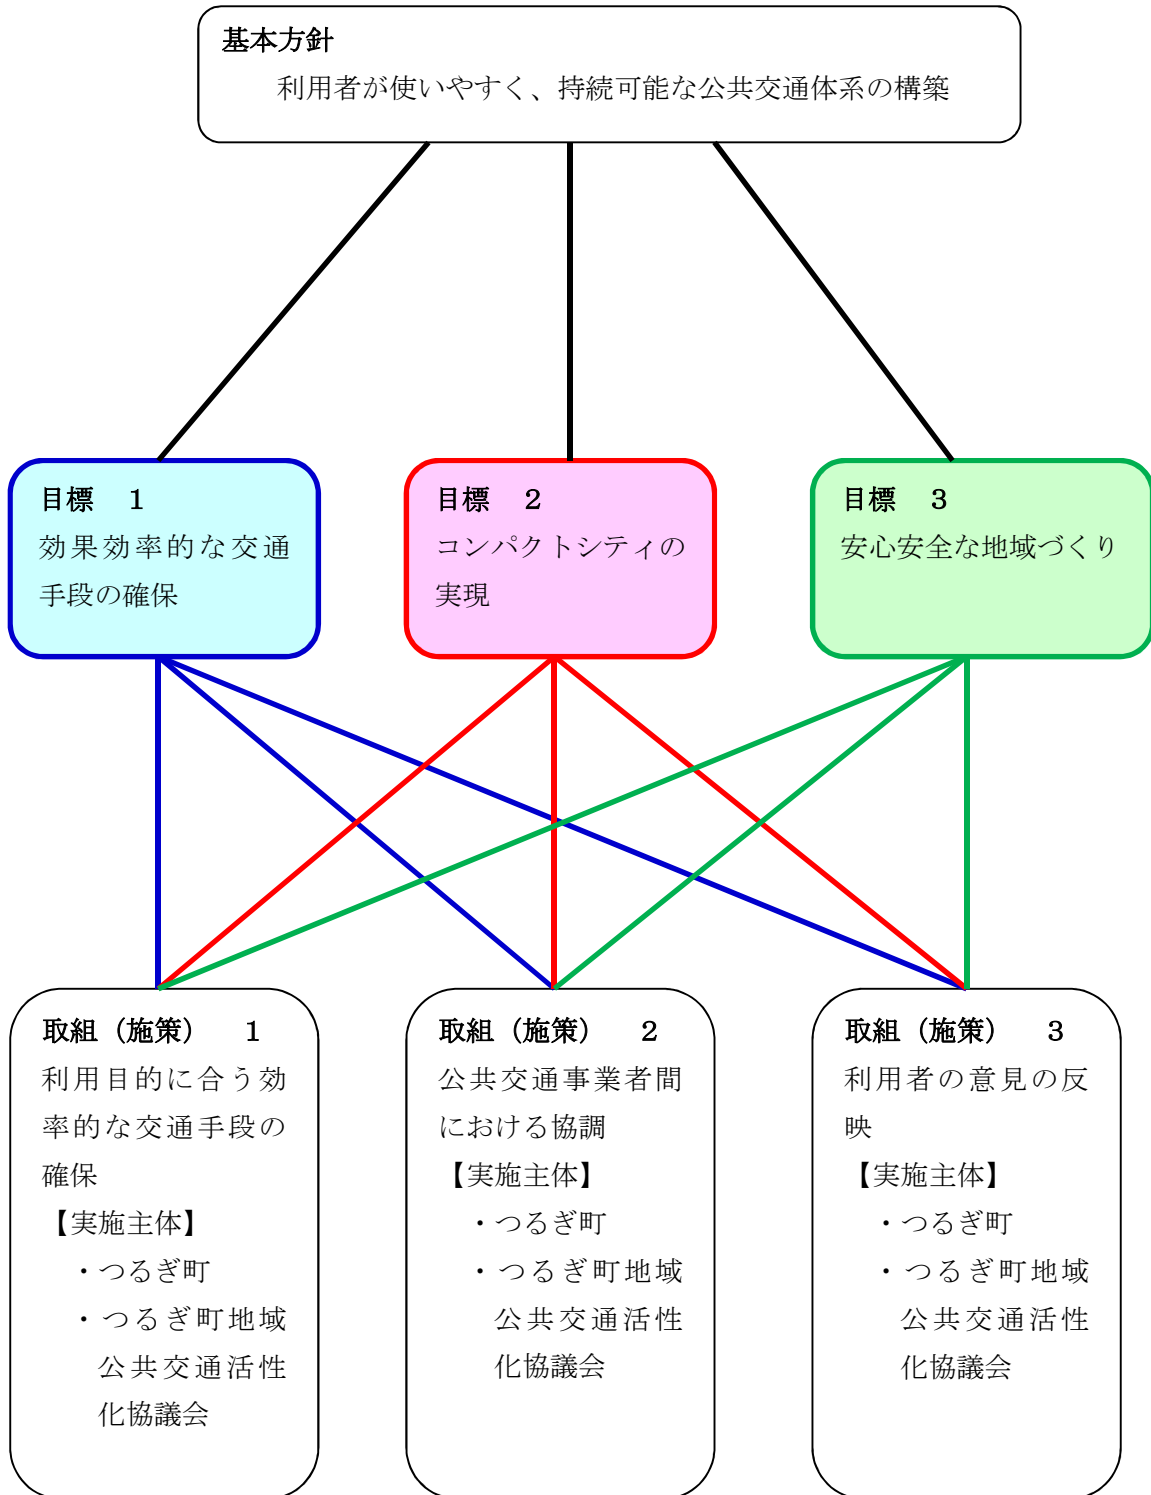 基本方針
利用者が使いやすく、持続可能な公共交通体系の構築
目標　１
効果効率的な交通
手段の確保
目標　２
コンパクトシティの
実現
目標　３
安心安全な地域づくり
取組（施策）　１
利用目的に合う効
率的な交通手段の
確保
【実施主体】
・つるぎ町
・つるぎ町地域
公共交通活性
化協議会
取組（施策）　２
公共交通事業者間
における協調
【実施主体】
・つるぎ町
・つるぎ町地域
公共交通活性
化協議会
取組（施策）　３
利用者の意見の反
映
【実施主体】
・つるぎ町
・つるぎ町地域
公共交通活性
化協議会